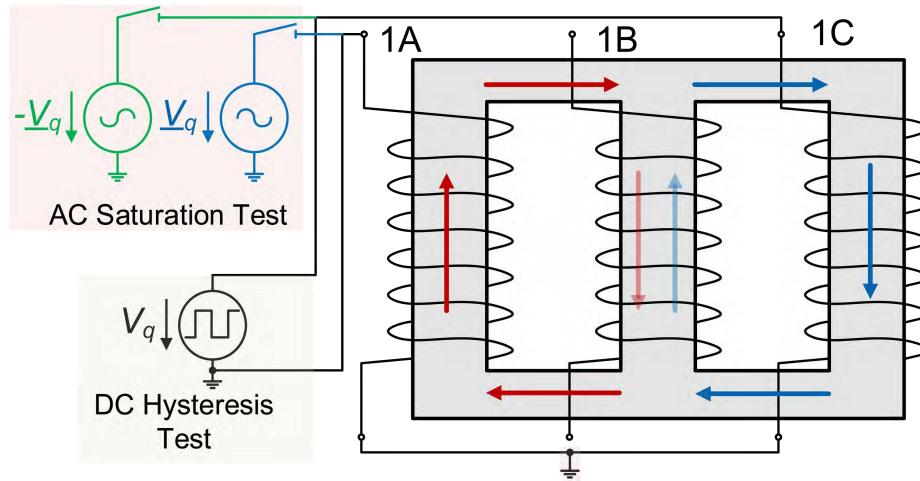 1A
1B
1C
-Vq
Vq
AC Saturation Test
Vq
DC Hysteresis
Test